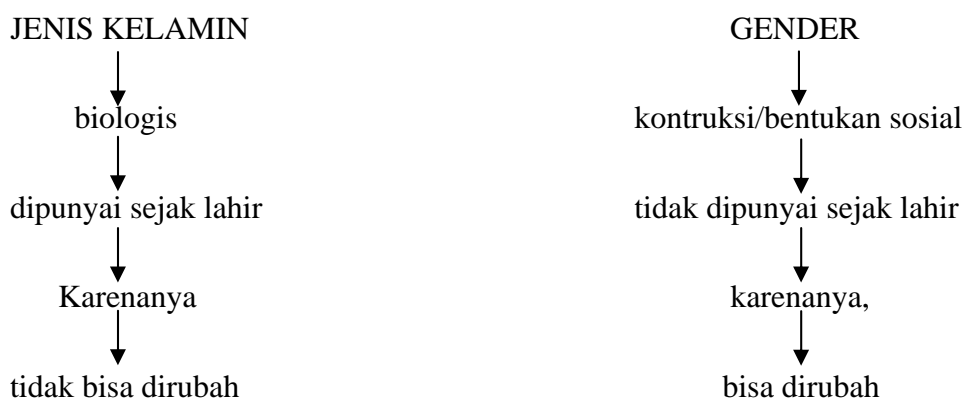 JENIS KELAMIN
biologis
dipunyai sejak lahir
Karenanya
tidak bisa dirubah
GENDER
kontruksi/bentukan sosial
tidak dipunyai sejak lahir
karenanya,
bisa dirubah